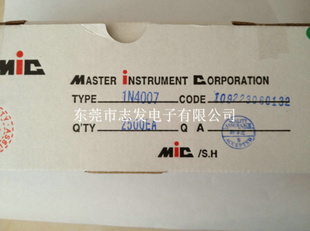 MiC
MASTER INSTRUMENT CORPORATION
TYPE 1N4007 CODE
东莞市志发电子有限公司
Q'TY 2500EA Q A
MiC /S.H